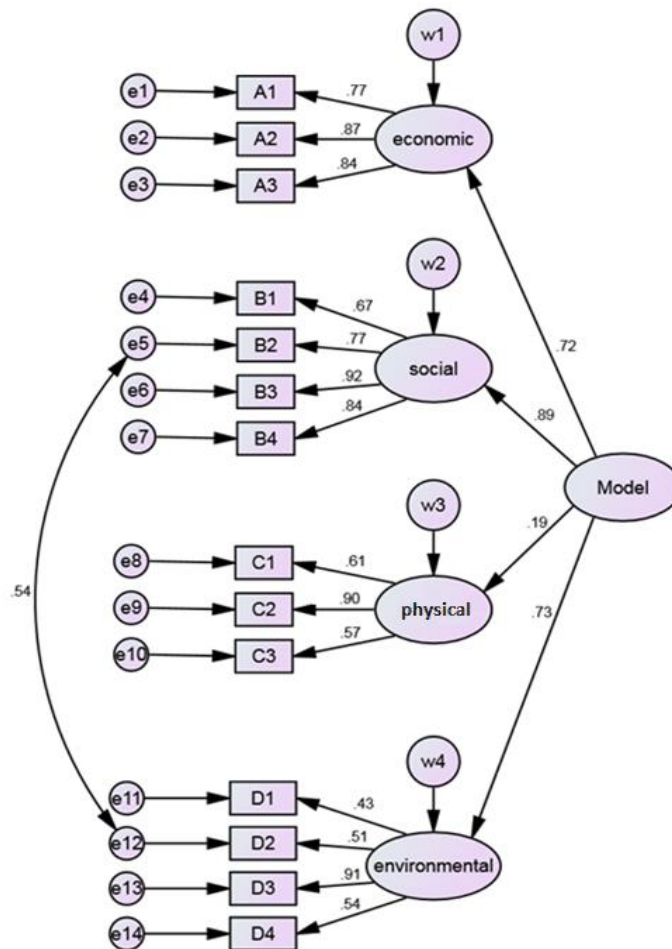 w1
e1
A1
.77
e2
A2
.87
economic
e3
A3
.84
w2
e4
B1
.67
e5
B2
.77
social
e6
B3
.92
e7
B4
.84
.72
.89
Model
w3
.19
e8
C1
.61
.54
e9
C2
.90
physical
e10
C3
.57
.73
w4
e11
D1
.43
e12
D2
.51
environmental
e13
D3
.91
e14
D4
.54